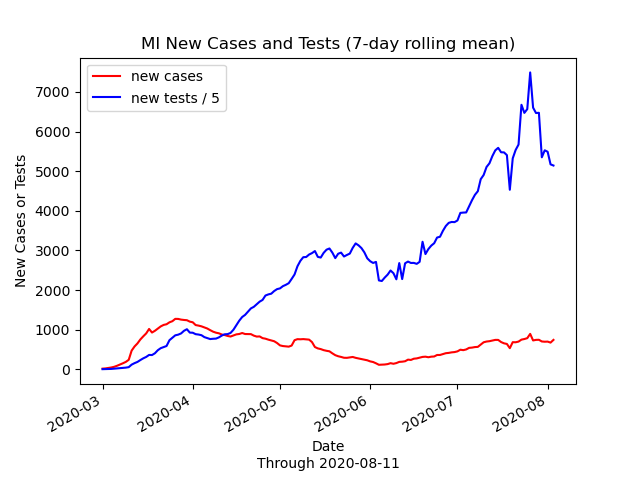 MI New Cases and Tests (7-day rolling mean)
new cases
new tests / 5
7000
6000
5000
4000
3000
2000
1000
0
New Cases or Tests
2020-03
2020-04
2020-05
2020-06
2020-07
2020-08
Date
Through 2020-08-11